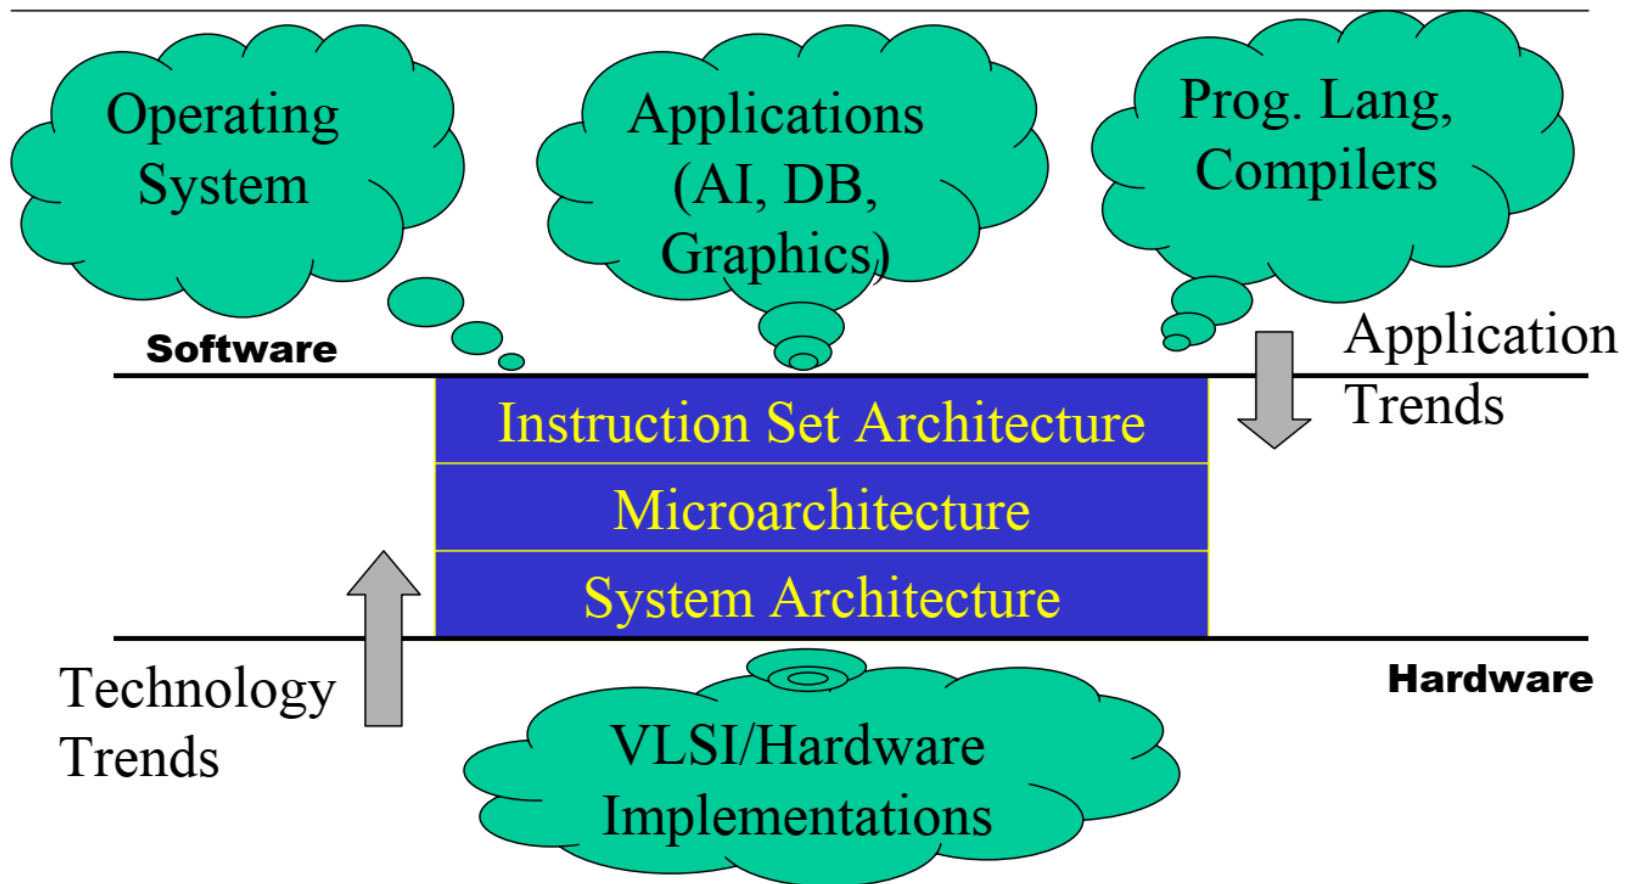 Operating
System
Applications
(AI, DB,
Graphics)
Prog. Lang,
Compilers
Software
Application
Trends
Instruction Set Architecture
Microarchitecture
System Architecture
Technology
Trends
Hardware
VLSI/Hardware
Implementations